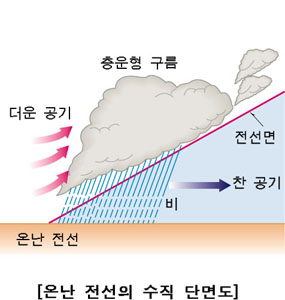 층운형 구름
더운 공기
전선면
찬 공기
비
온난 전선
[온난 전선의 수직 단면도]